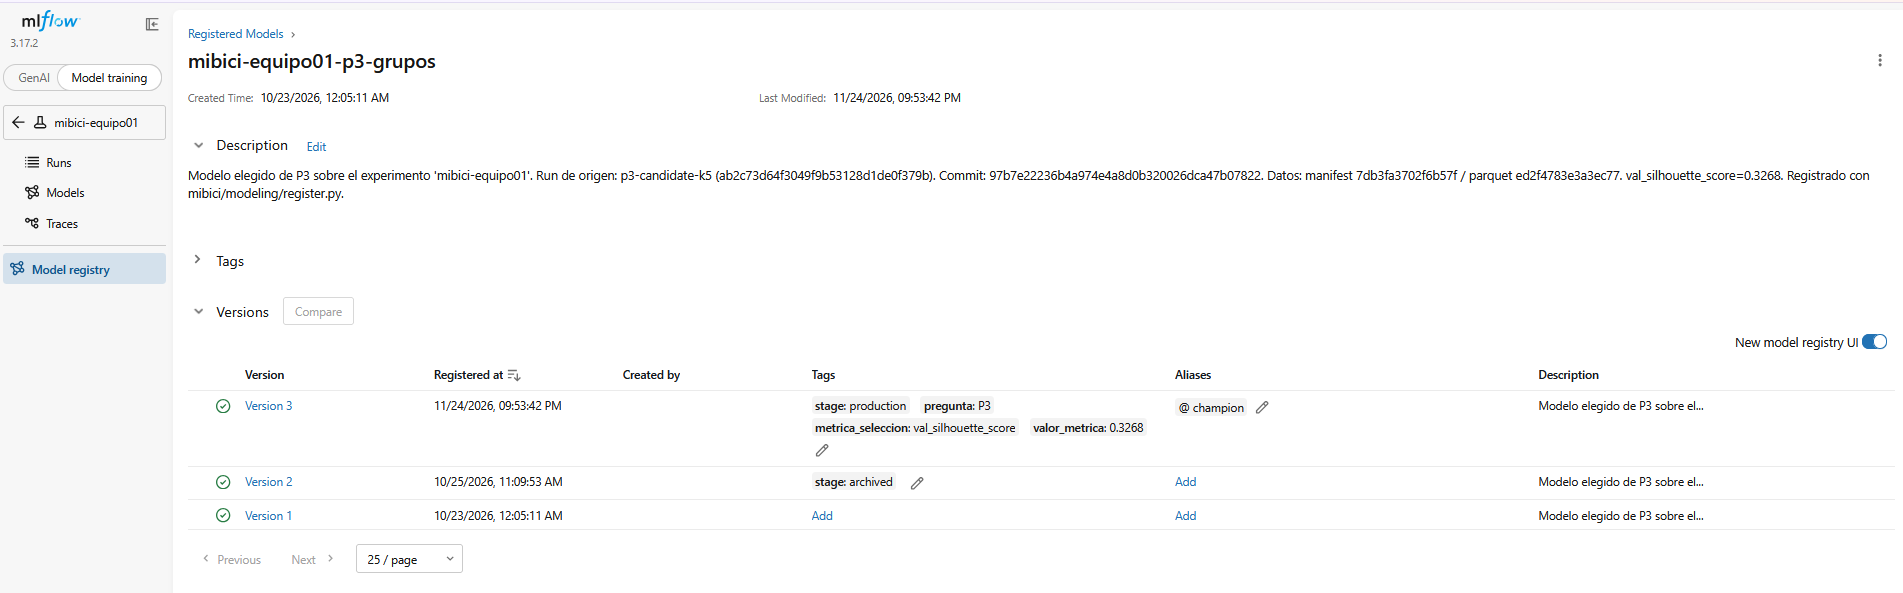 mlflow
3.17.2
GenAI Model training
mibici-equipo01
Runs
Models
Traces
Model registry
Registered Models ›
mibici-equipo01-p3-grupos
Created Time: 10/23/2026, 12:05:11 AM Last Modified: 11/24/2026, 09:53:42 PM
Description Edit
Modelo elegido de P3 sobre el experimento 'mibici-equipo01'. Run de origen: p3-candidate-k5 (ab2c73d64f3049f9b53128d1de0f379b). Commit: 97b7e22236b4a974e4a8d0b320026dca47b07822. Datos: manifest 7db3fa3702f6b57f / parquet ed2f4783e3a3ec77. val_silhouette_score=0.3268. Registrado con
mibici/modeling/register.py.
Tags
Versions Compare
New model registry UI
Version Registered at Created by Tags Aliases Description
Version 3 11/24/2026, 09:53:42 PM stage: production pregunta: P3 @ champion Modelo elegido de P3 sobre el...
metrica_seleccion: val_silhouette_score valor_metrica: 0.3268
Version 2 10/25/2026, 11:09:53 AM stage: archived Add Modelo elegido de P3 sobre el...
Version 1 10/23/2026, 12:05:11 AM Add Add Modelo elegido de P3 sobre el...
Previous Next 25 / page